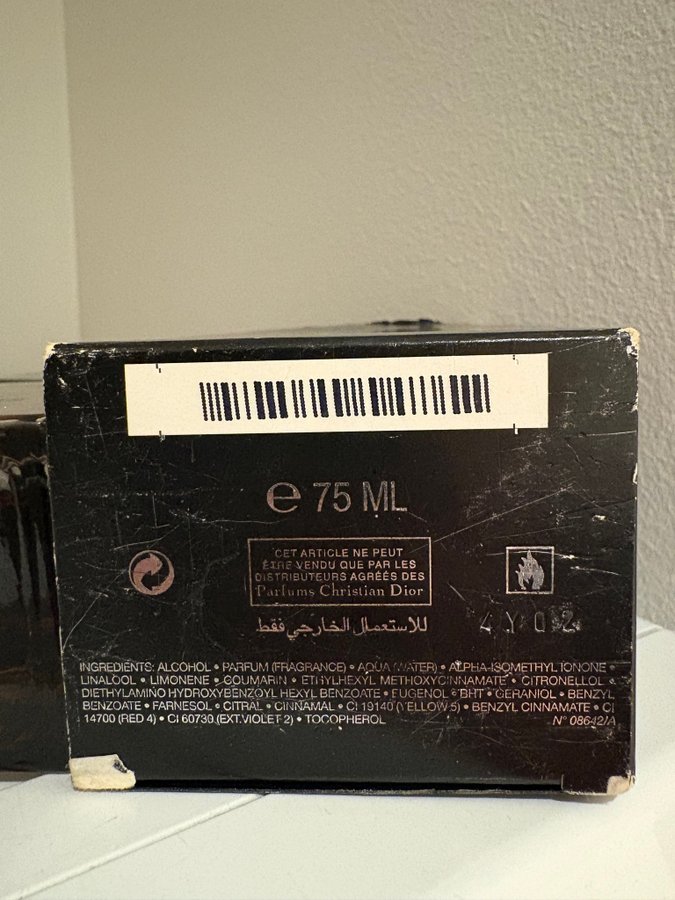 ℮ 75 ML
CET ARTICLE NE PEUT
ÊTRE VENDU QUE PAR LES
DISTRIBUTEURS AGRÉÉS DES
Parfums Christian Dior
للاستعمال الخارجي فقط
4Y02
INGREDIENTS: ALCOHOL • PARFUM (FRAGRANCE) • AQUA (WATER) • ALPHA-ISOMETHYL IONONE •
LINALOOL • LIMONENE • COUMARIN • ETHYLHEXYL METHOXYCINNAMATE • CITRONELLOL •
DIETHYLAMINO HYDROXYBENZOYL HEXYL BENZOATE • EUGENOL • BHT • GERANIOL • BENZYL
BENZOATE • FARNESOL • CITRAL • CINNAMAL • CI 19140 (YELLOW 5) • BENZYL CINNAMATE • CI
14700 (RED 4) • CI 60730 (EXT. VIOLET 2) • TOCOPHEROL
N° 08642/A